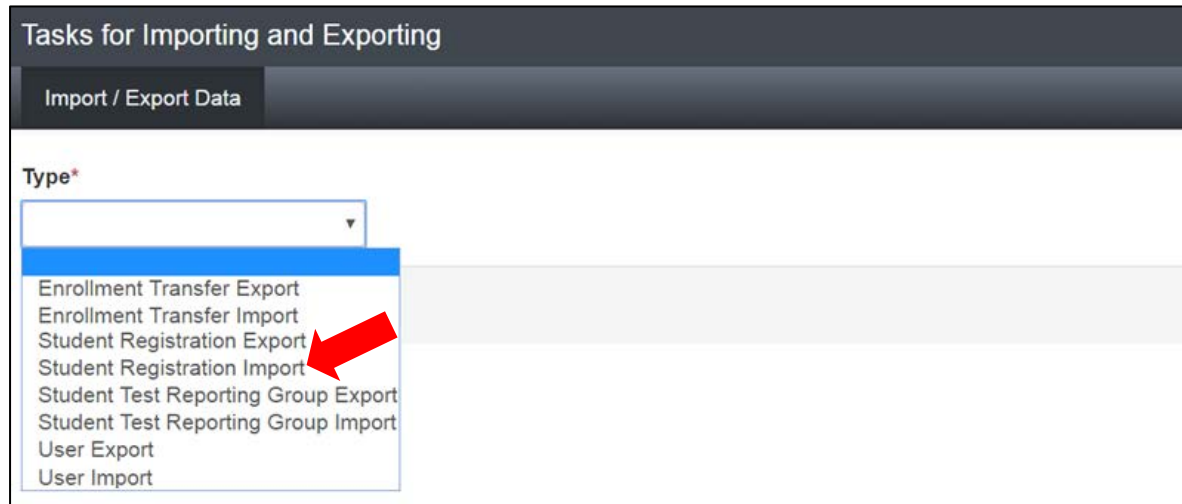 Tasks for Importing and Exporting
Import / Export Data
Type*
Enrollment Transfer Export
Enrollment Transfer Import
Student Registration Export
Student Registration Import
Student Test Reporting Group Export
Student Test Reporting Group Import
User Export
User Import